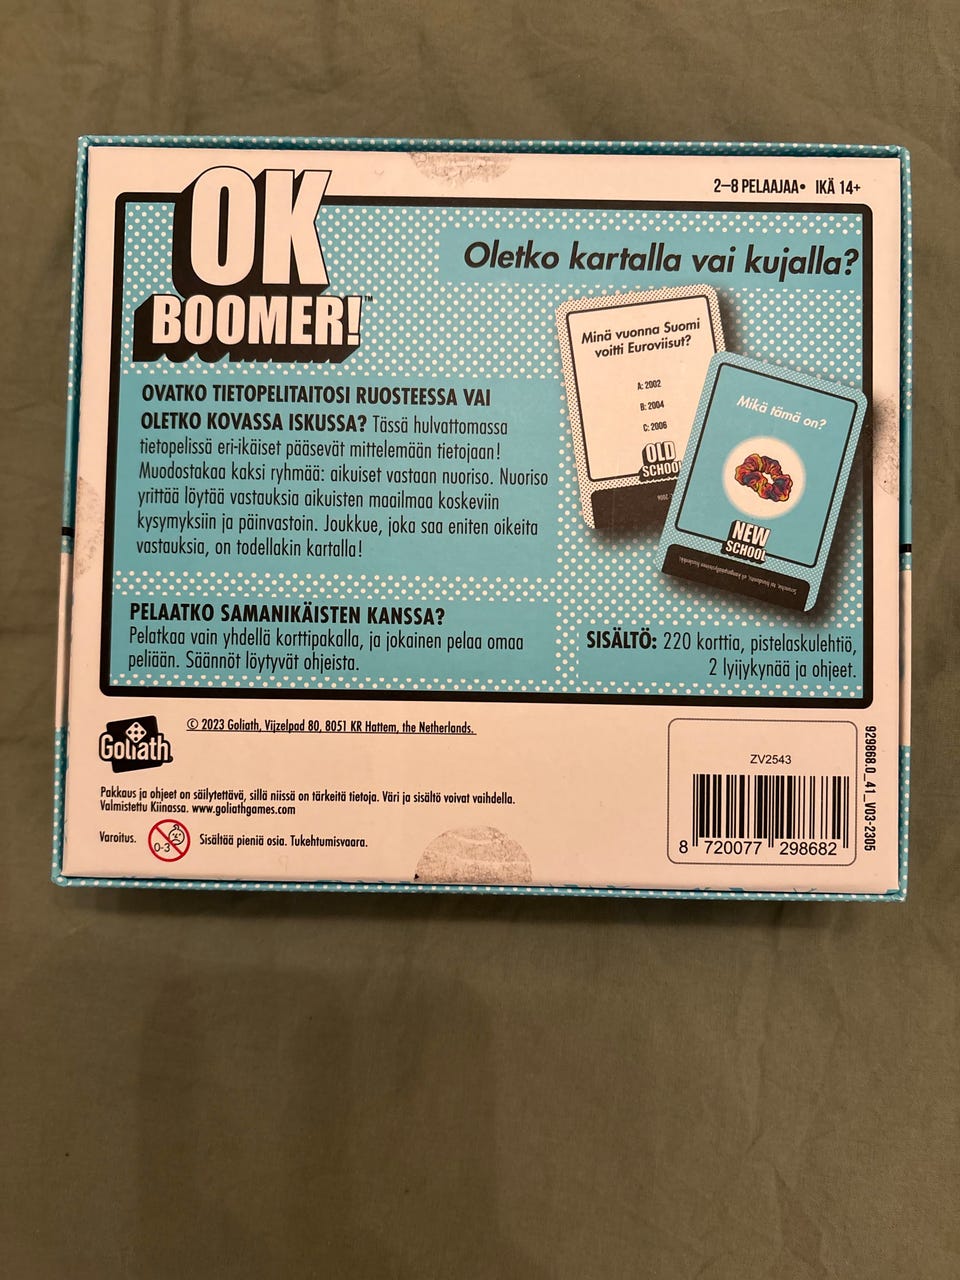 2–8 PELAAJAA• IKÄ 14+
OK
BOOMER!™
Oletko kartalla vai kujalla?
OVATKO TIETOPELITAITOSI RUOSTEESSA VAI
OLETKO KOVASSA ISKUSSA? Tässä hulvattomassa
tietopelissä eri-ikäiset pääsevät mittelemään tietojaan!
Muodostakaa kaksi ryhmää: aikuiset vastaan nuoriso. Nuoriso
yrittää löytää vastauksia aikuisten maailmaa koskeviin
kysymyksiin ja päinvastoin. Joukkue, joka saa eniten oikeita
vastauksia, on todellakin kartalla!
Minä vuonna Suomi
voitti Euroviisut?
A: 2002
B: 2004
C: 2006
OLD
SCHOOL
Mikä tämä on?
NEW
SCHOOL
PELAATKO SAMANIKÄISTEN KANSSA?
Pelatkaa vain yhdellä korttipakalla, ja jokainen pelaa omaa
peliään. Säännöt löytyvät ohjeista.
SISÄLTÖ: 220 korttia, pistelaskulehtiö,
2 lyijykynää ja ohjeet.
Goliath
© 2023 Goliath, Vijzelpad 80, 8051 KR Hattem, the Netherlands.
Pakkaus ja ohjeet on säilytettävä, sillä niissä on tärkeitä tietoja. Väri ja sisältö voivat vaihdella.
Valmistettu Kiinassa. www.goliathgames.com
Varoitus.
0-3
Sisältää pieniä osia. Tukehtumisvaara.
ZV2543
8 720077 298682
929868.0_41_V03-2305